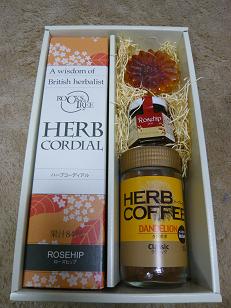 A wisdom of
British herbalist
ROCK'S TREE
HERB
CORDIAL
ハーブコーディアル
ROSEHIP
ローズヒップ
Rosehip
HERB
COFFEE
DANDELION
Classic